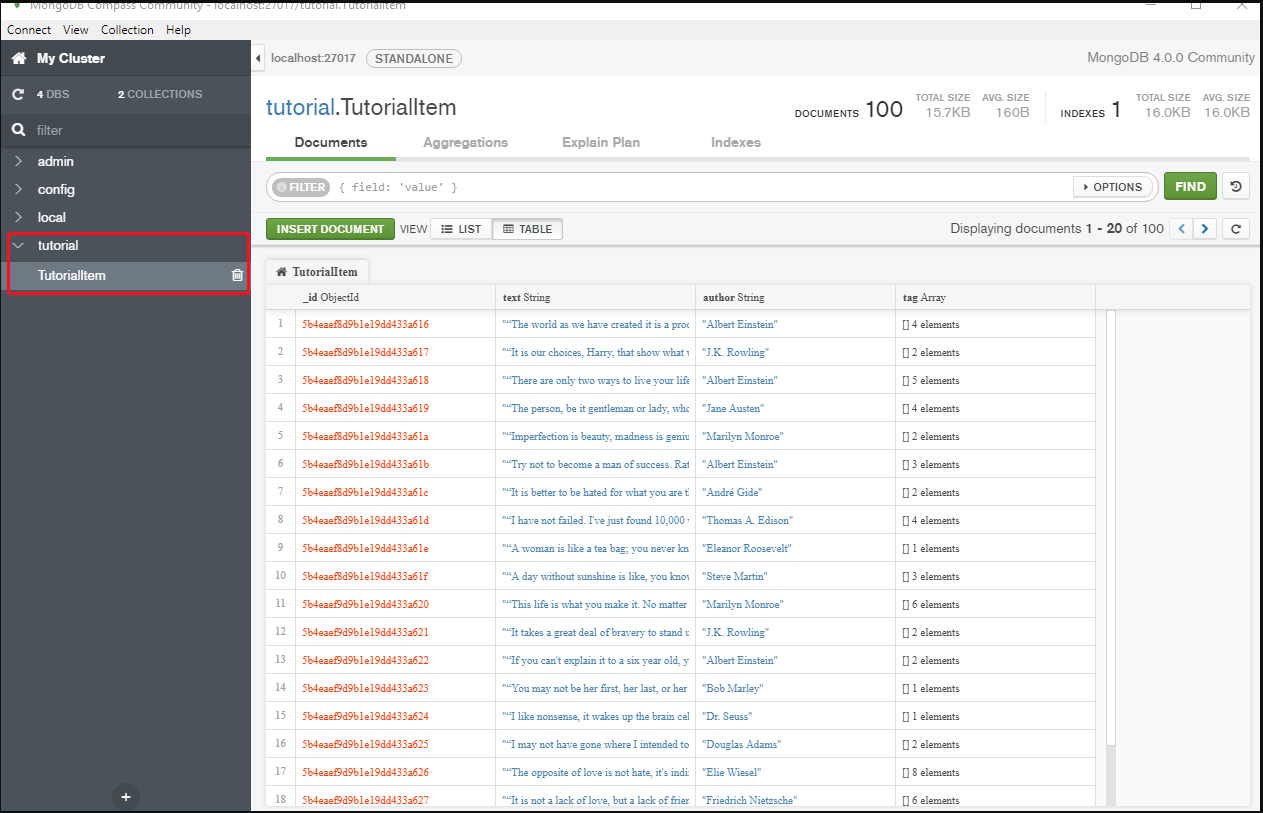 MongoDB Compass Community - localhost:27017/tutorial.TutorialItem
Connect View Collection Help
My Cluster
4 DBS 2 COLLECTIONS
filter
admin
config
local
tutorial
TutorialItem
localhost:27017 STANDALONE MongoDB 4.0.0 Community
tutorial.TutorialItem
DOCUMENTS 100 TOTAL SIZE 15.7KB AVG. SIZE 160B INDEXES 1 TOTAL SIZE 16.0KB AVG. SIZE 16.0KB
Documents Aggregations Explain Plan Indexes
FILTER { field: 'value' } OPTIONS FIND
INSERT DOCUMENT VIEW LIST TABLE Displaying documents 1 - 20 of 100
TutorialItem
_id ObjectId text String author String tag Array
1 5b4eaef8d9b1e19dd433a616 "“The world as we have created it is a proc "Albert Einstein" [] 4 elements
2 5b4eaef8d9b1e19dd433a617 "“It is our choices, Harry, that show what "J.K. Rowling" [] 2 elements
3 5b4eaef8d9b1e19dd433a618 "“There are only two ways to live your life "Albert Einstein" [] 5 elements
4 5b4eaef8d9b1e19dd433a619 "“The person, be it gentleman or lady, who "Jane Austen" [] 4 elements
5 5b4eaef8d9b1e19dd433a61a "“Imperfection is beauty, madness is geniu "Marilyn Monroe" [] 2 elements
6 5b4eaef8d9b1e19dd433a61b "“Try not to become a man of success. Rat "Albert Einstein" [] 3 elements
7 5b4eaef8d9b1e19dd433a61c "“It is better to be hated for what you are "André Gide" [] 2 elements
8 5b4eaef8d9b1e19dd433a61d "“I have not failed. I've just found 10,000 "Thomas A. Edison" [] 4 elements
9 5b4eaef8d9b1e19dd433a61e "“A woman is like a tea bag; you never kn "Eleanor Roosevelt" [] 1 elements
10 5b4eaef8d9b1e19dd433a61f "“A day without sunshine is like, you know "Steve Martin" [] 3 elements
11 5b4eaef9d9b1e19dd433a620 "“This life is what you make it. No matter "Marilyn Monroe" [] 6 elements
12 5b4eaef9d9b1e19dd433a621 "“It takes a great deal of bravery to stand u "J.K. Rowling" [] 2 elements
13 5b4eaef9d9b1e19dd433a622 "“If you can't explain it to a six year old, y "Albert Einstein" [] 2 elements
14 5b4eaef9d9b1e19dd433a623 "“You may not be her first, her last, or her "Bob Marley" [] 1 elements
15 5b4eaef9d9b1e19dd433a624 "“I like nonsense, it wakes up the brain cel "Dr. Seuss" [] 1 elements
16 5b4eaef9d9b1e19dd433a625 "“I may not have gone where I intended to "Douglas Adams" [] 2 elements
17 5b4eaef9d9b1e19dd433a626 "“The opposite of love is not hate, it's indi "Elie Wiesel" [] 8 elements
18 5b4eaef9d9b1e19dd433a627 "“It is not a lack of love, but a lack of frien "Friedrich Nietzsche" [] 6 elements